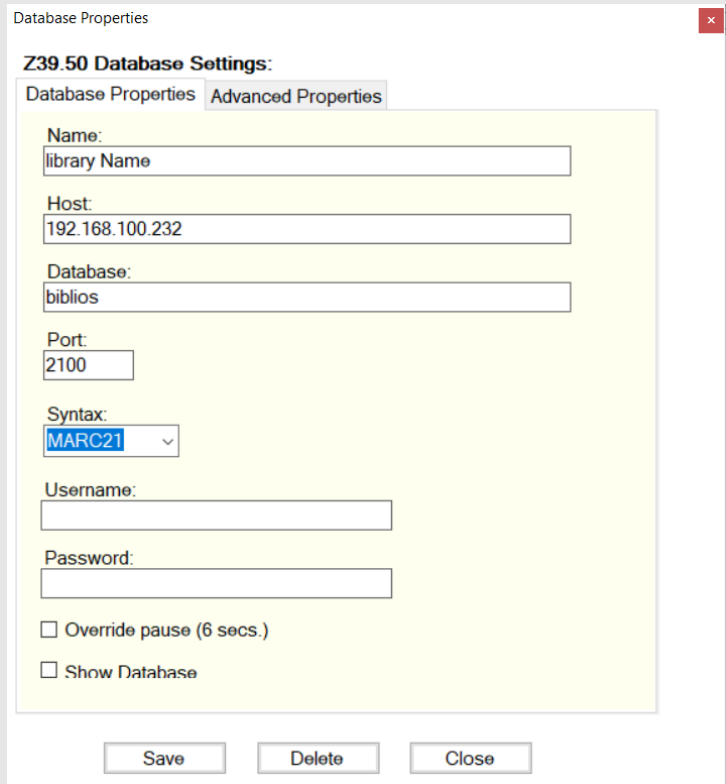 Database Properties
Z39.50 Database Settings:
Database Properties Advanced Properties
Name:
library Name
Host:
192.168.100.232
Database:
biblios
Port:
2100
Syntax:
MARC21
Username:
Password:
Override pause (6 secs.)
Show Database
Save Delete Close